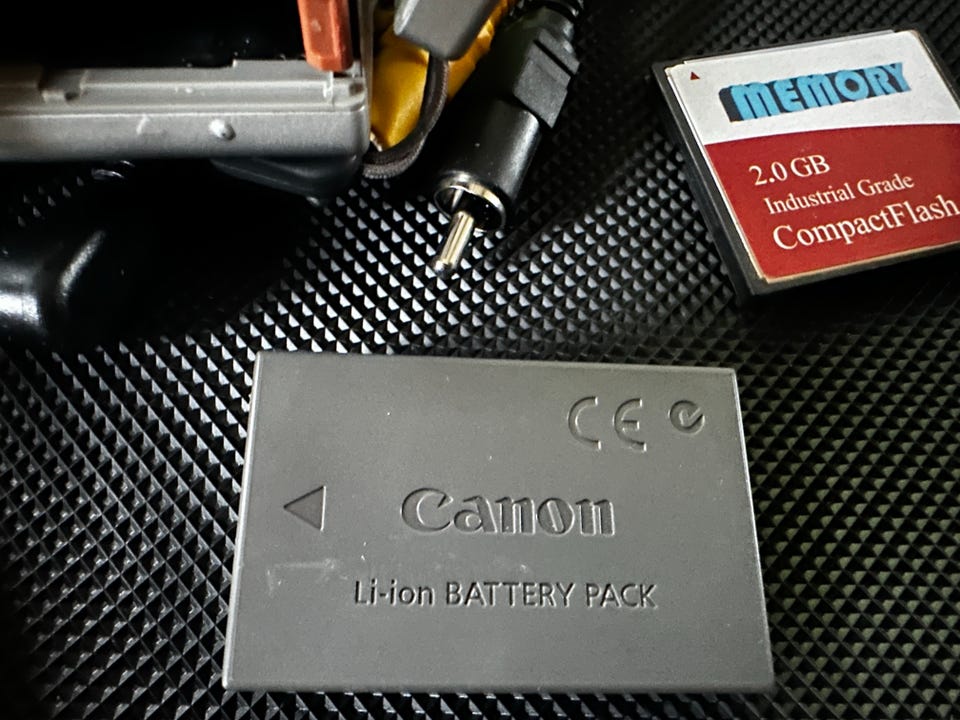 MEMORY
2.0 GB
Industrial Grade
CompactFlash
CE
Canon
Li-ion BATTERY PACK